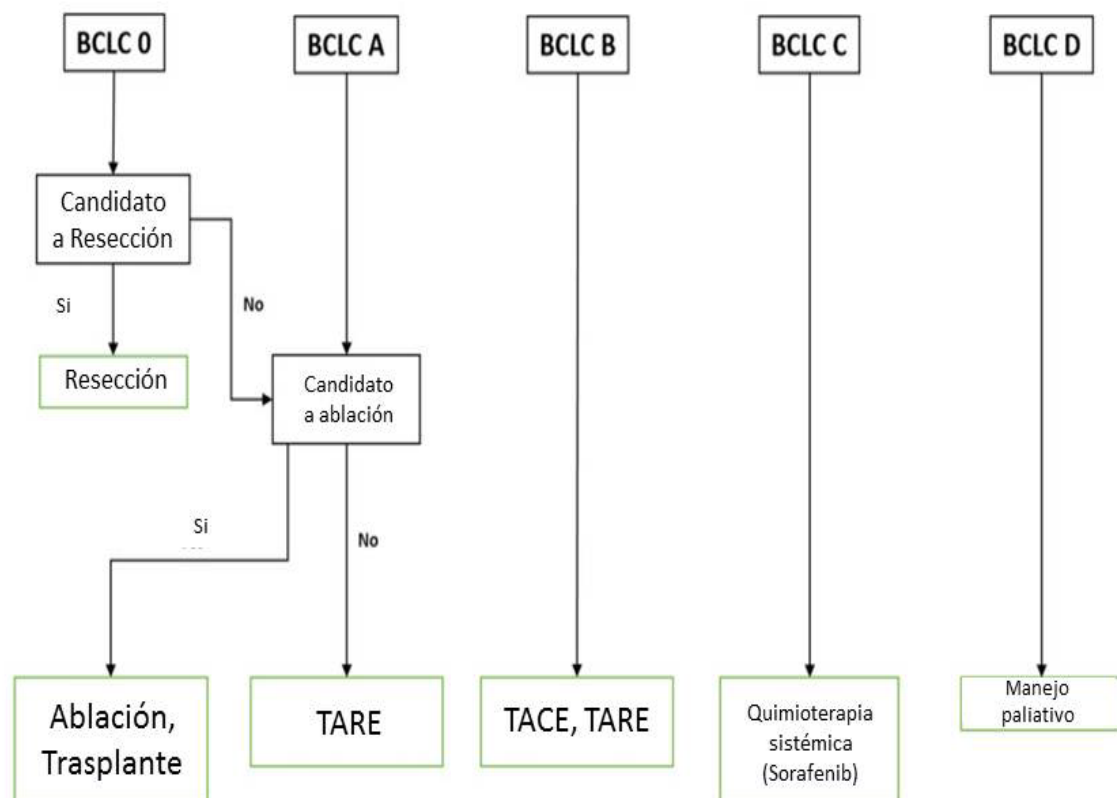 BCLC 0
BCLC A
BCLC B
BCLC C
BCLC D
Candidato
a Resección
Si
No
Resección
Candidato
a ablación
Si
No
Ablación,
Trasplante
TARE
TACE, TARE
Quimioterapia
sistémica
(Sorafenib)
Manejo
paliativo